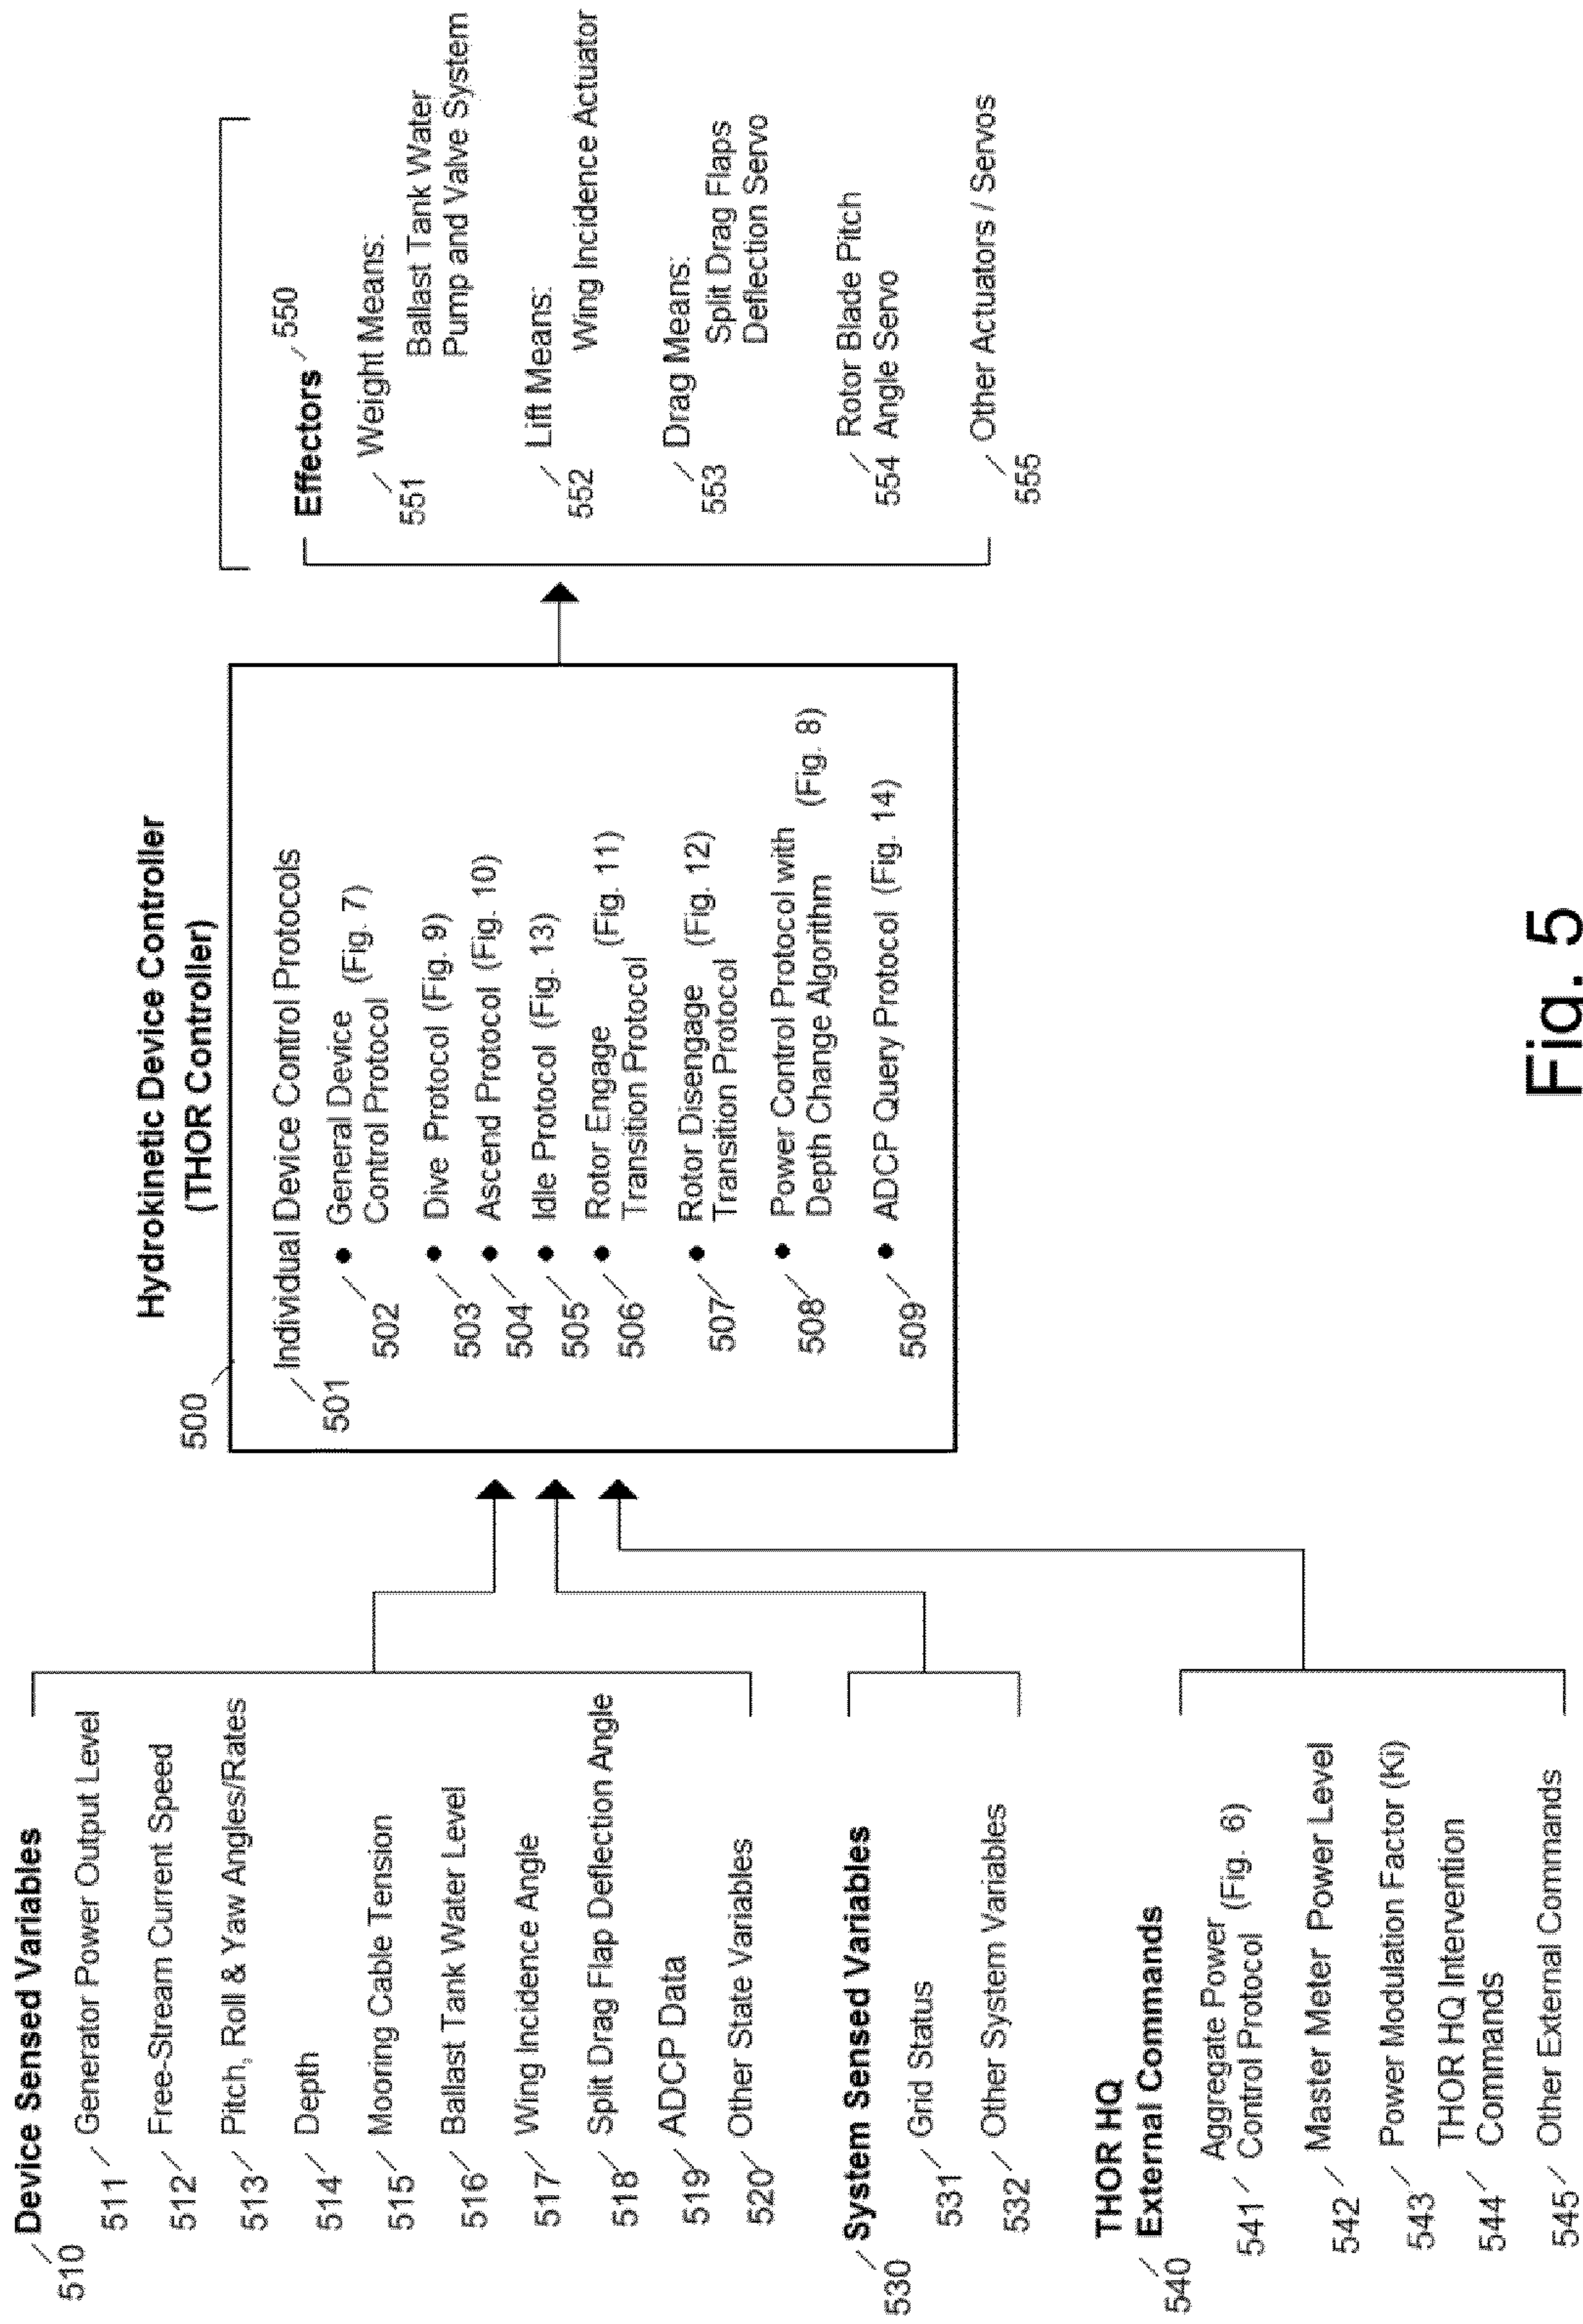 Device Sensed Variables
510
511 Generator Power Output Level
512 Free-Stream Current Speed
513 Pitch, Roll & Yaw Angles/Rates
514 Depth
515 Mooring Cable Tension
516 Ballast Tank Water Level
517 Wing Incidence Angle
518 Split Drag Flap Deflection Angle
519 ADCP Data
520 Other State Variables
System Sensed Variables
530
531 Grid Status
532 Other System Variables
THOR HQ
External Commands
540
Aggregate Power
541 Control Protocol (Fig. 6)
542 Master Meter Power Level
543 Power Modulation Factor (Ki)
THOR HQ Intervention
544 Commands
545 Other External Commands
Hydrokinetic Device Controller
(THOR Controller)
500
Individual Device Control Protocols
501
• General Device
502 Control Protocol (Fig. 7)
503 • Dive Protocol (Fig. 9)
504 • Ascend Protocol (Fig. 10)
505 • Idle Protocol (Fig. 13)
506 • Rotor Engage
Transition Protocol (Fig. 11)
• Rotor Disengage
507 Transition Protocol (Fig. 12)
• Power Control Protocol with
508 Depth Change Algorithm (Fig. 8)
509 • ADCP Query Protocol (Fig. 14)
Effectors 550
Weight Means:
551 Ballast Tank Water
Pump and Valve System
Lift Means:
552 Wing Incidence Actuator
Drag Means:
553 Split Drag Flaps
Deflection Servo
Rotor Blade Pitch
554 Angle Servo
Other Actuators / Servos
555
Fig. 5